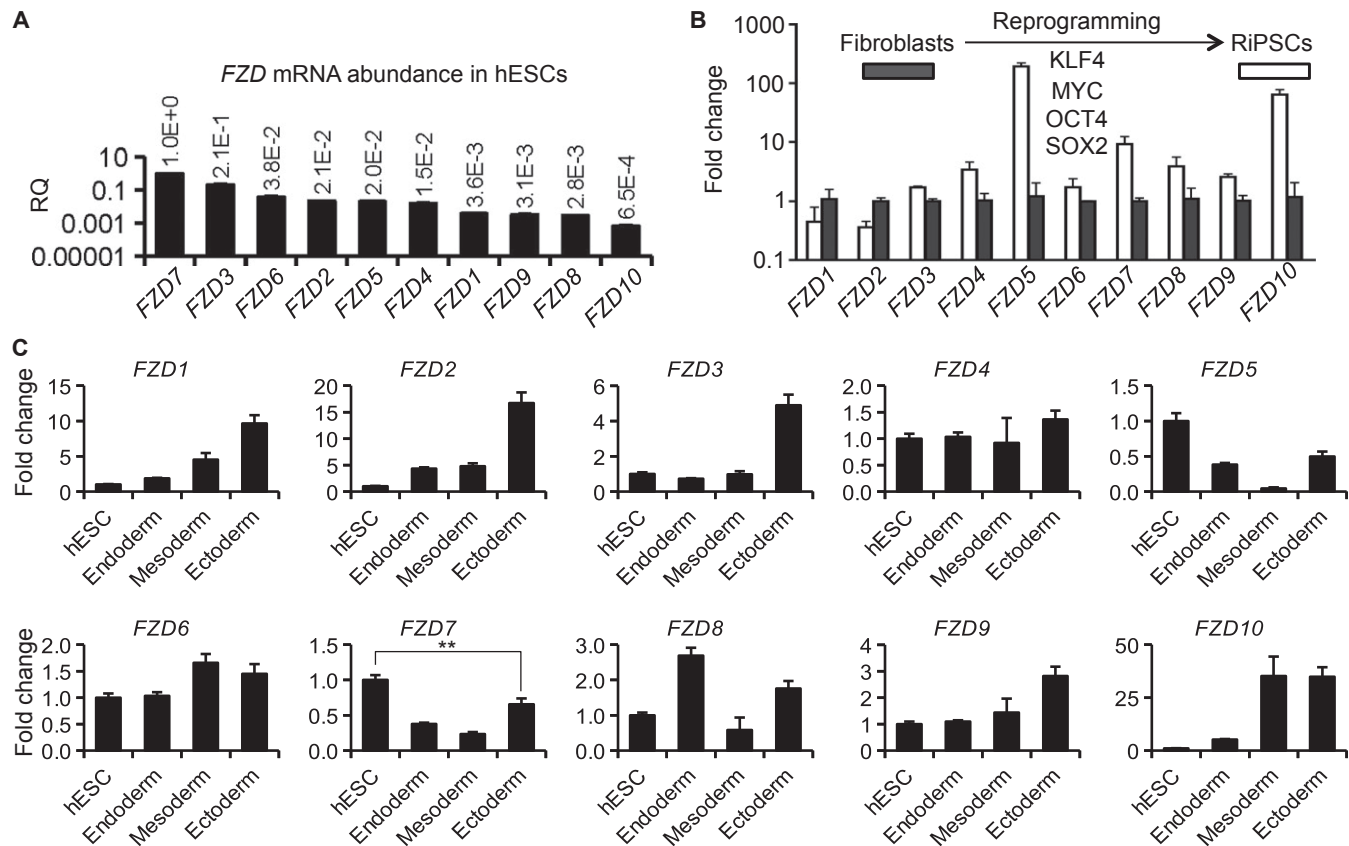 A
FZD mRNA abundance in hESCs
RQ
10
0.1
0.001
0.00001
1.0E+0
2.1E-1
3.8E-2
2.1E-2
2.0E-2
1.5E-2
3.6E-3
3.1E-3
2.8E-3
6.5E-4
FZD7
FZD3
FZD6
FZD2
FZD5
FZD4
FZD1
FZD9
FZD8
FZD10
B
Fold change
1000
100
10
1
0.1
Reprogramming
Fibroblasts
RiPSCs
KLF4
MYC
OCT4
SOX2
FZD1
FZD2
FZD3
FZD4
FZD5
FZD6
FZD7
FZD8
FZD9
FZD10
C
FZD1
Fold change
15
10
5
0
hESC
Endoderm
Mesoderm
Ectoderm
FZD2
20
15
10
5
0
hESC
Endoderm
Mesoderm
Ectoderm
FZD3
6
4
2
0
hESC
Endoderm
Mesoderm
Ectoderm
FZD4
2.0
1.5
1.0
0.5
0.0
hESC
Endoderm
Mesoderm
Ectoderm
FZD5
1.5
1.0
0.5
0.0
hESC
Endoderm
Mesoderm
Ectoderm
FZD6
Fold change
2.0
1.5
1.0
0.5
0.0
hESC
Endoderm
Mesoderm
Ectoderm
FZD7
**
1.5
1.0
0.5
0.0
hESC
Endoderm
Mesoderm
Ectoderm
FZD8
3.0
2.0
1.0
0.0
hESC
Endoderm
Mesoderm
Ectoderm
FZD9
4
3
2
1
0
hESC
Endoderm
Mesoderm
Ectoderm
FZD10
50
25
0
hESC
Endoderm
Mesoderm
Ectoderm